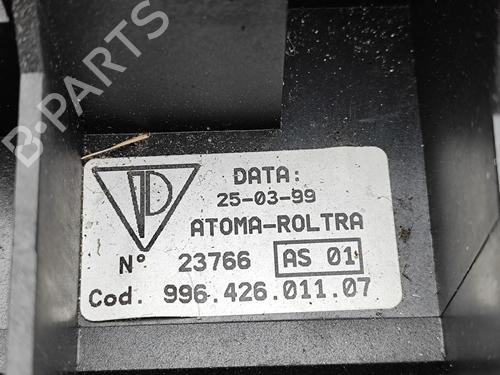 B-PARTS
DATA:
25-03-99
ATOMA-ROLTRA
N° 23766 AS 01
Cod. 996.426.011.07